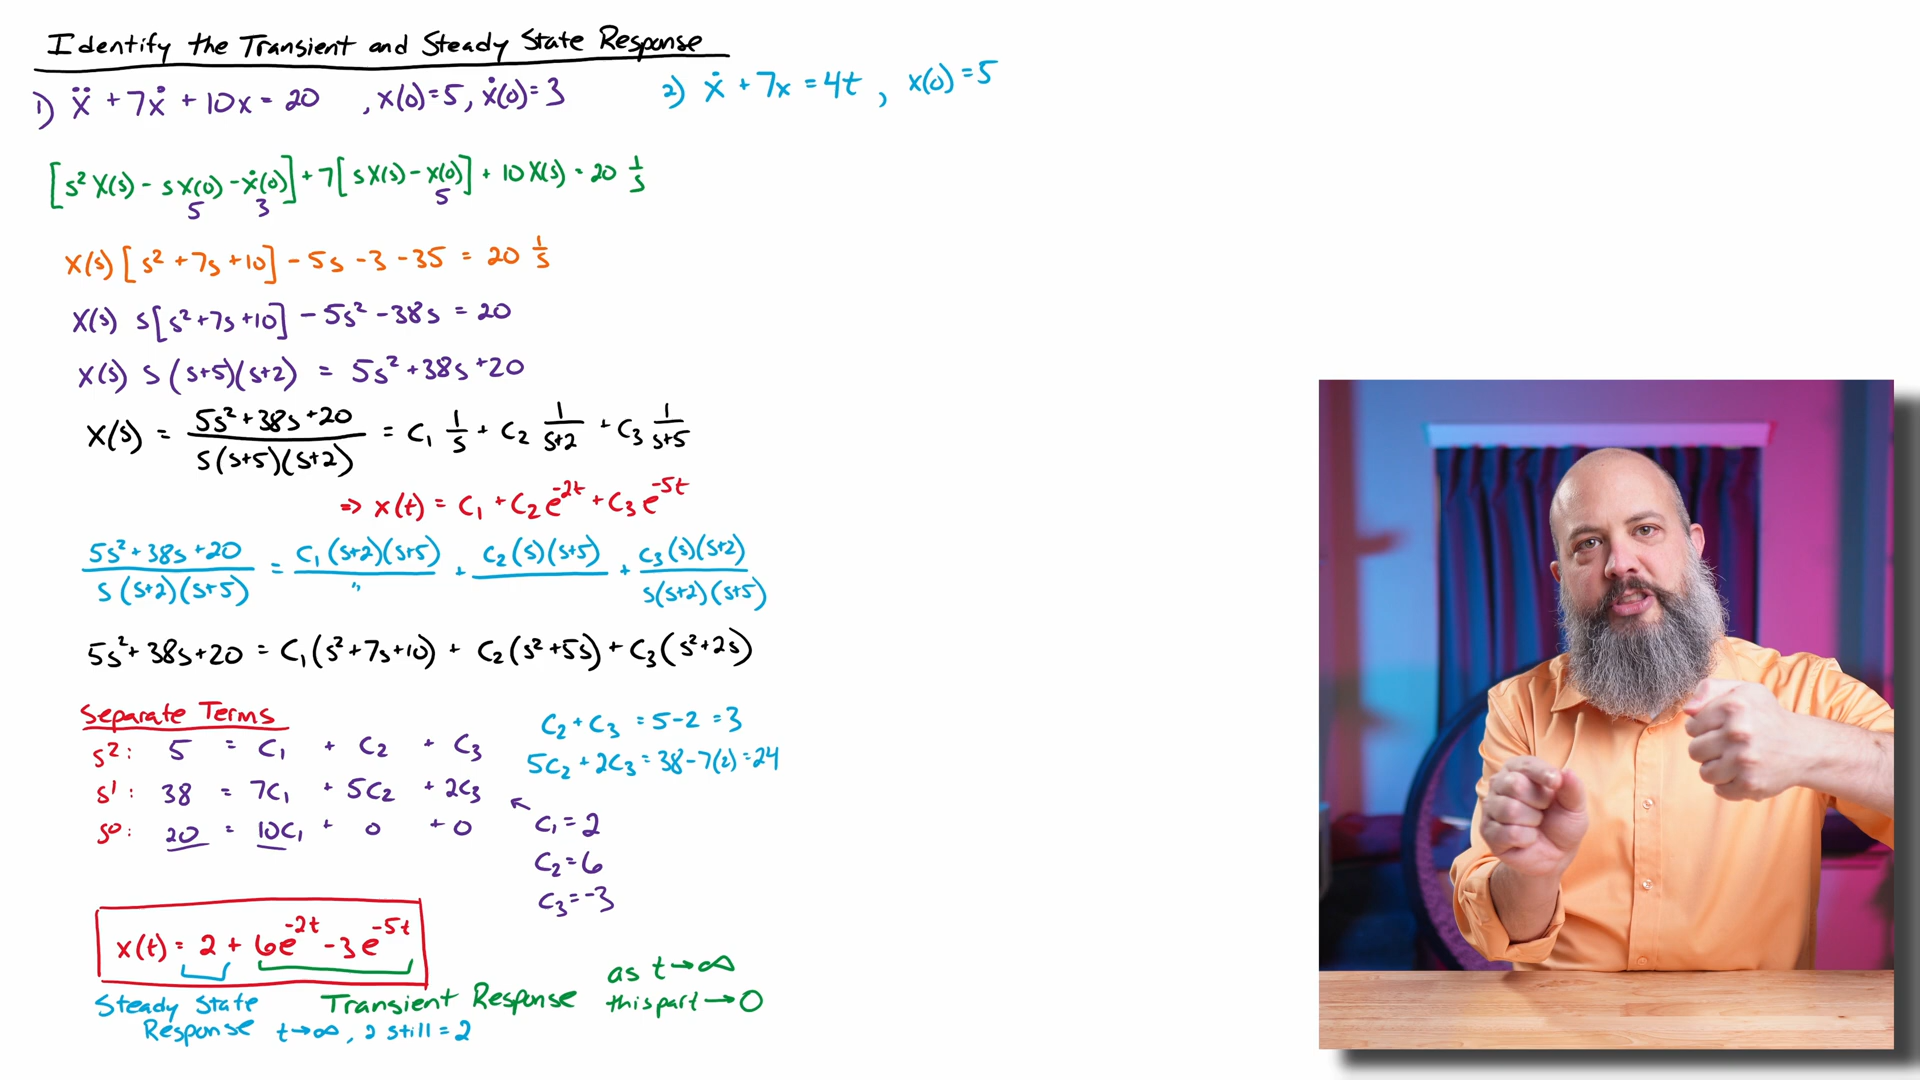 Identify the Transient and Steady State Response
1) ẍ + 7ẋ + 10x = 20 , x(0)=5, ẋ(0)=3
2) ẋ + 7x = 4t , x(0)=5
[s² X(s) - s x(0) - ẋ(0)] + 7[s X(s) - x(0)] + 10 X(s) = 20 1/s
5 3 5
X(s) [s² + 7s + 10] - 5s - 3 - 35 = 20 1/s
X(s) s[s² + 7s + 10] - 5s² - 38s = 20
X(s) s (s+5)(s+2) = 5s² + 38s + 20
X(s) = (5s² + 38s + 20)/(s(s+5)(s+2)) = C₁ 1/s + C₂ 1/(s+2) + C₃ 1/(s+5)
⇒ x(t) = C₁ + C₂ e^(-2t) + C₃ e^(-5t)
(5s² + 38s + 20)/(s(s+2)(s+5)) = C₁(s+2)(s+5)/" + C₂(s)(s+5)/ + C₃(s)(s+2)/(s(s+2)(s+5))
5s² + 38s + 20 = C₁(s² + 7s + 10) + C₂(s² + 5s) + C₃(s² + 2s)
Separate Terms
s²: 5 = C₁ + C₂ + C₃
s¹: 38 = 7C₁ + 5C₂ + 2C₃
s⁰: 20 = 10C₁ + 0 + 0
C₂ + C₃ = 5 - 2 = 3
5C₂ + 2C₃ = 38 - 7(2) = 24
C₁ = 2
C₂ = 6
C₃ = -3
x(t) = 2 + 6e^(-2t) - 3e^(-5t)
Steady State
Response t→∞, 2 still = 2
Transient Response
as t→∞
this part → 0